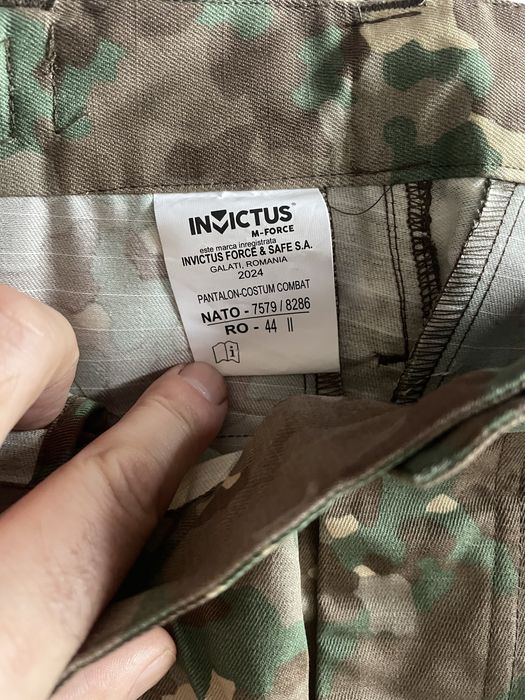 INVICTUS®
M-FORCE
este marca inregistrata
INVICTUS FORCE & SAFE S.A.
GALATI, ROMANIA
2024
PANTALON-COSTUM COMBAT
NATO - 7579 / 8286
RO - 44 II
i